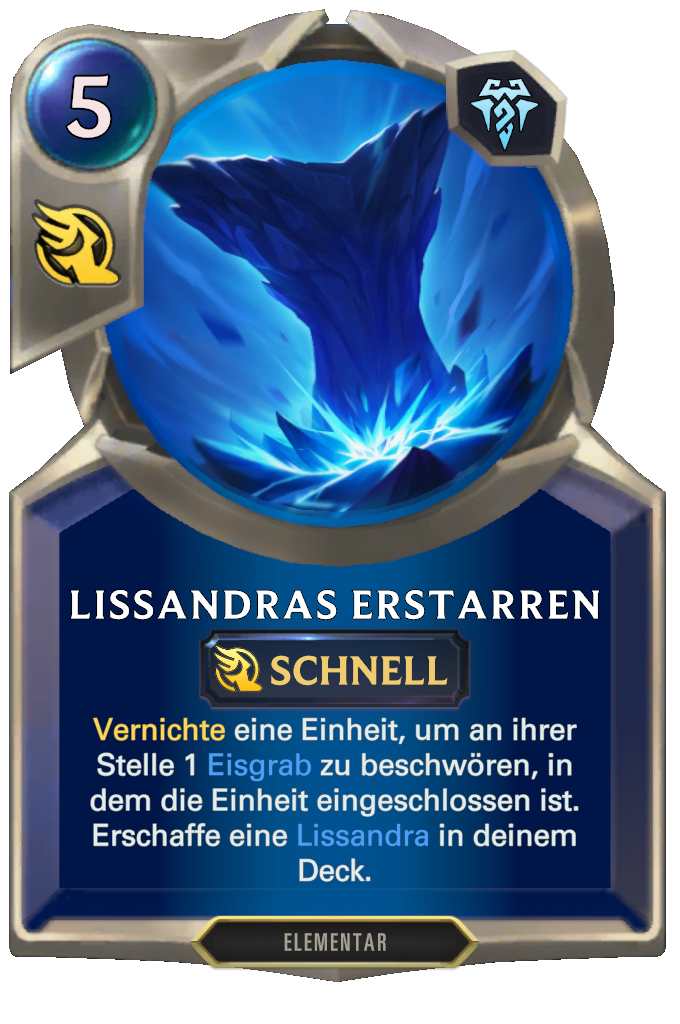 5
LISSANDRAS ERSTARREN
SCHNELL
Vernichte eine Einheit, um an ihrer
Stelle 1 Eisgrab zu beschwören, in
dem die Einheit eingeschlossen ist.
Erschaffe eine Lissandra in deinem
Deck.
ELEMENTAR